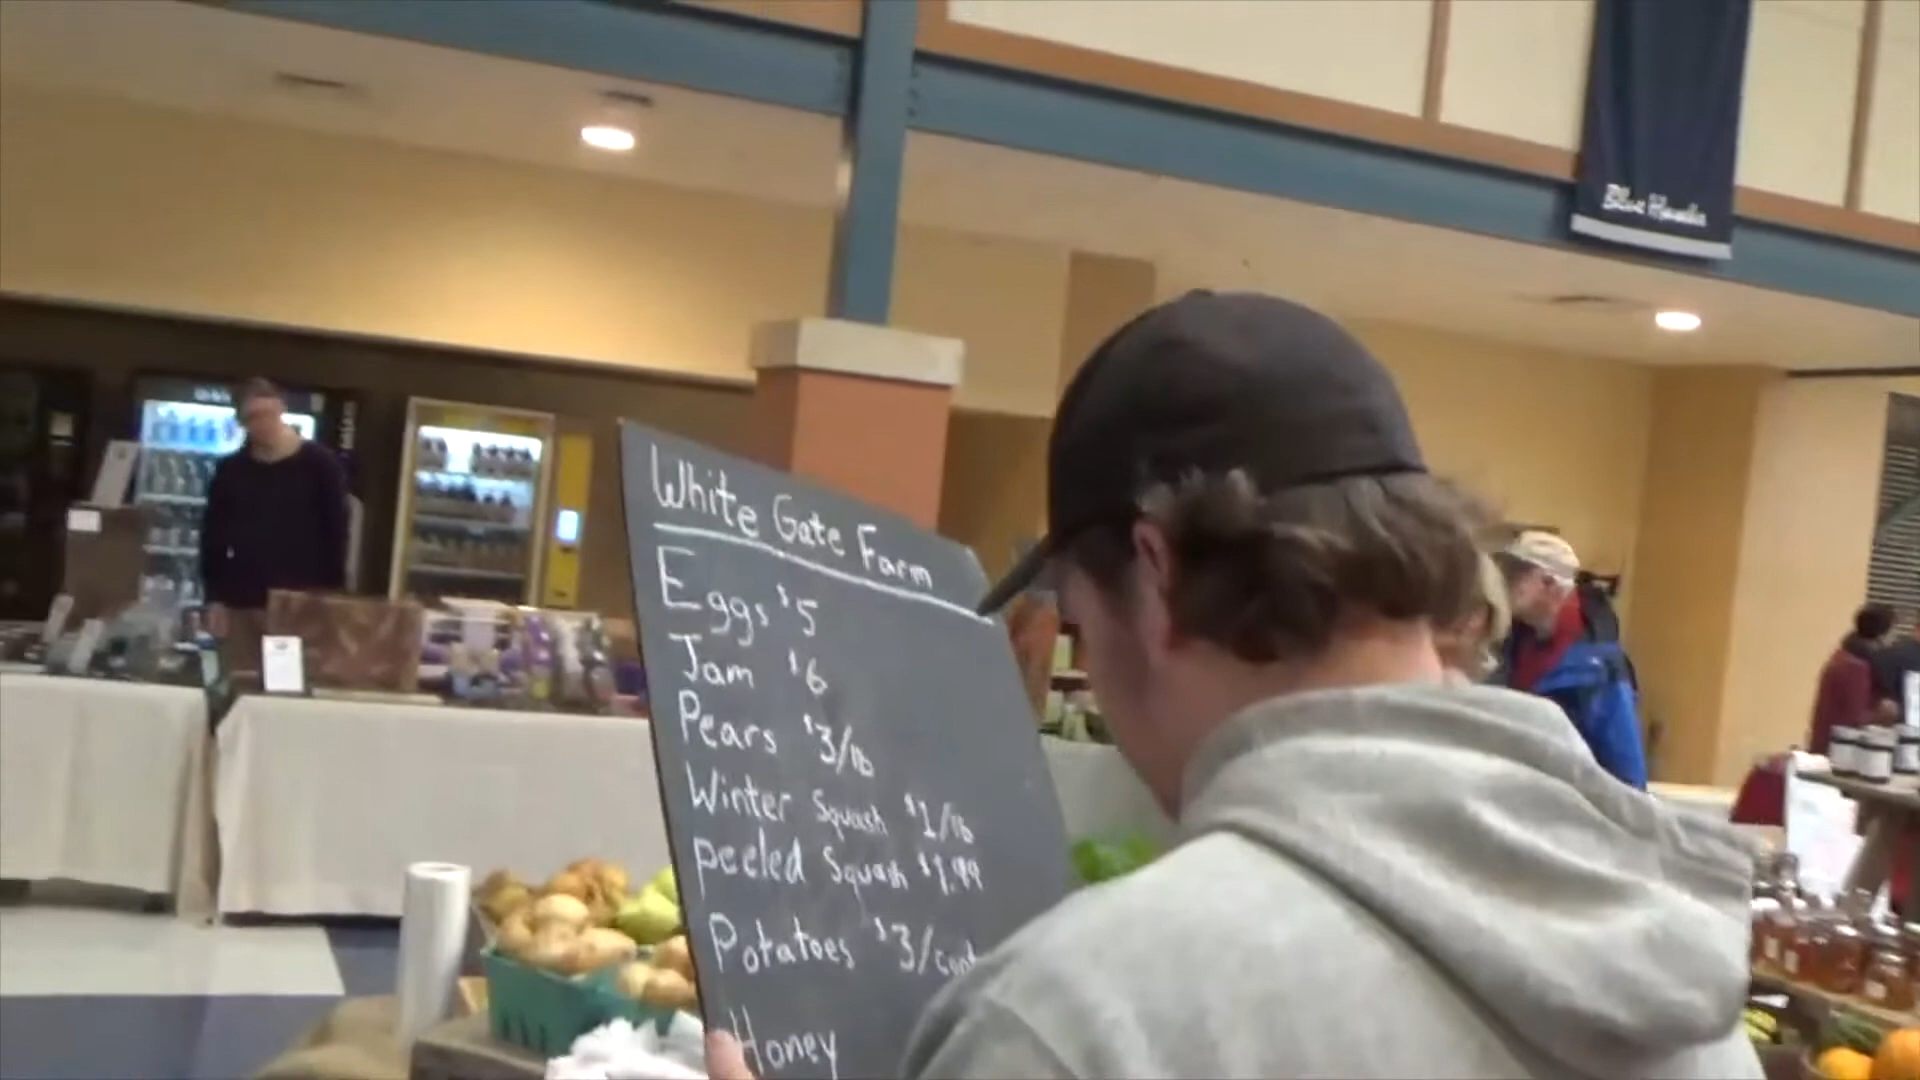 Blue Hawks
White Gate Farm
Eggs $5
Jam $6
Pears $3/lb
Winter Squash $1/lb
peeled Squash $1.99
Potatoes $3/cont
Honey